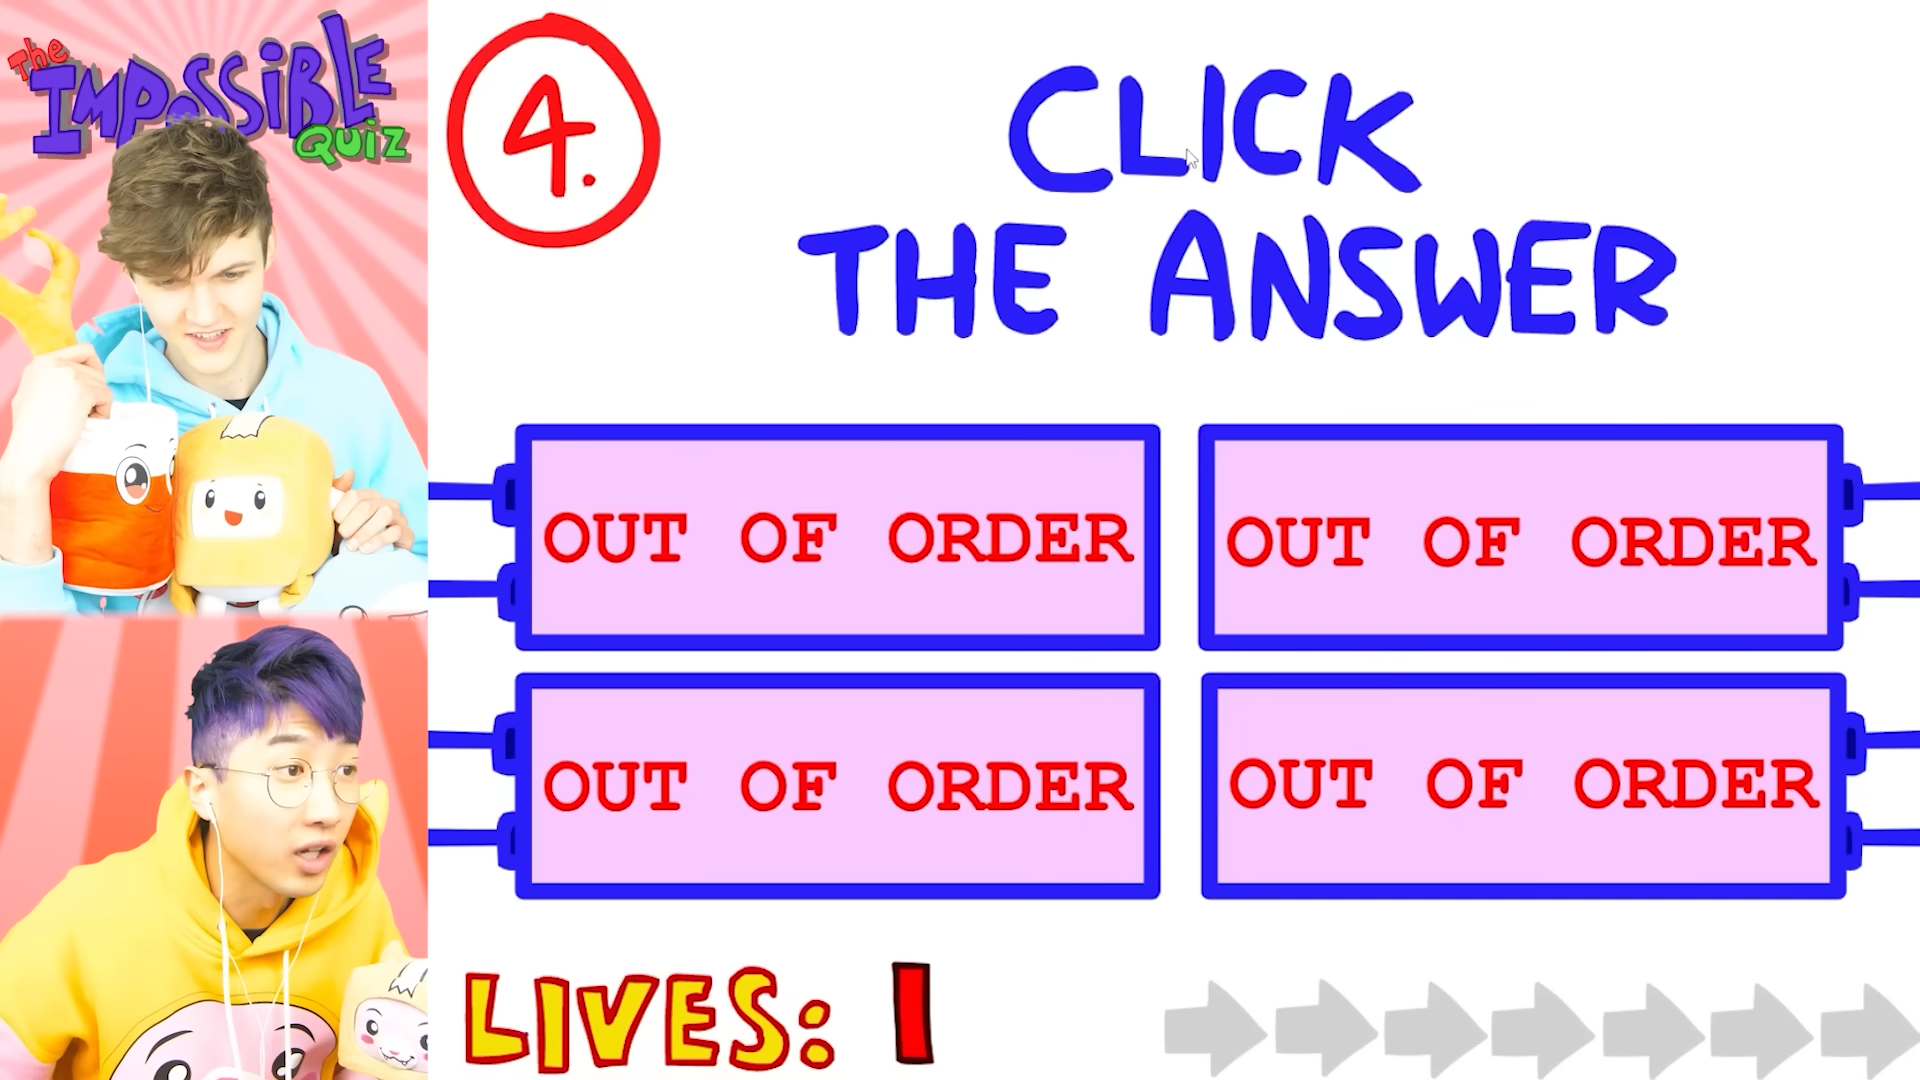 The
IMPOSSIBLE
QUIZ
4.
CLICK
THE ANSWER
OUT OF ORDER
OUT OF ORDER
OUT OF ORDER
OUT OF ORDER
LIVES: 1